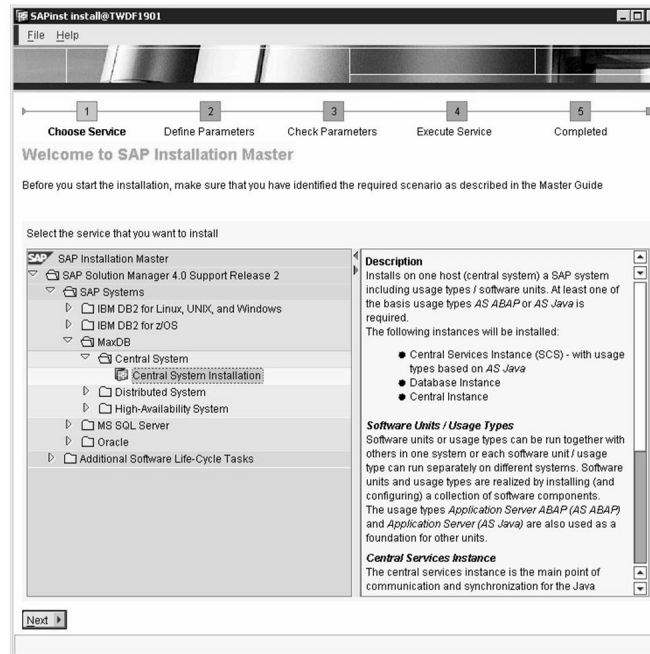 SAPinst install@TWDF1901
File Help
1 2 3 4 5
Choose Service Define Parameters Check Parameters Execute Service Completed
Welcome to SAP Installation Master
Before you start the installation, make sure that you have identified the required scenario as described in the Master Guide
Select the service that you want to install
SAP SAP Installation Master
SAP Solution Manager 4.0 Support Release 2
SAP Systems
IBM DB2 for Linux, UNIX, and Windows
IBM DB2 for z/OS
MaxDB
Central System
Central System Installation
Distributed System
High-Availability System
MS SQL Server
Oracle
Additional Software Life-Cycle Tasks
Description
Installs on one host (central system) a SAP system
including usage types / software units. At least one of
the basis usage types AS ABAP or AS Java is
required.
The following instances will be installed:
Central Services Instance (SCS) - with usage
types based on AS Java
Database Instance
Central Instance
Software Units / Usage Types
Software units or usage types can be run together with
others in one system or each software unit / usage
type can run separately on different systems. Software
units and usage types are realized by installing (and
configuring) a collection of software components.
The usage types Application Server ABAP (AS ABAP)
and Application Server (AS Java) are also used as a
foundation for other units.
Central Services Instance
The central services instance is the main point of
communication and synchronization for the Java
Next